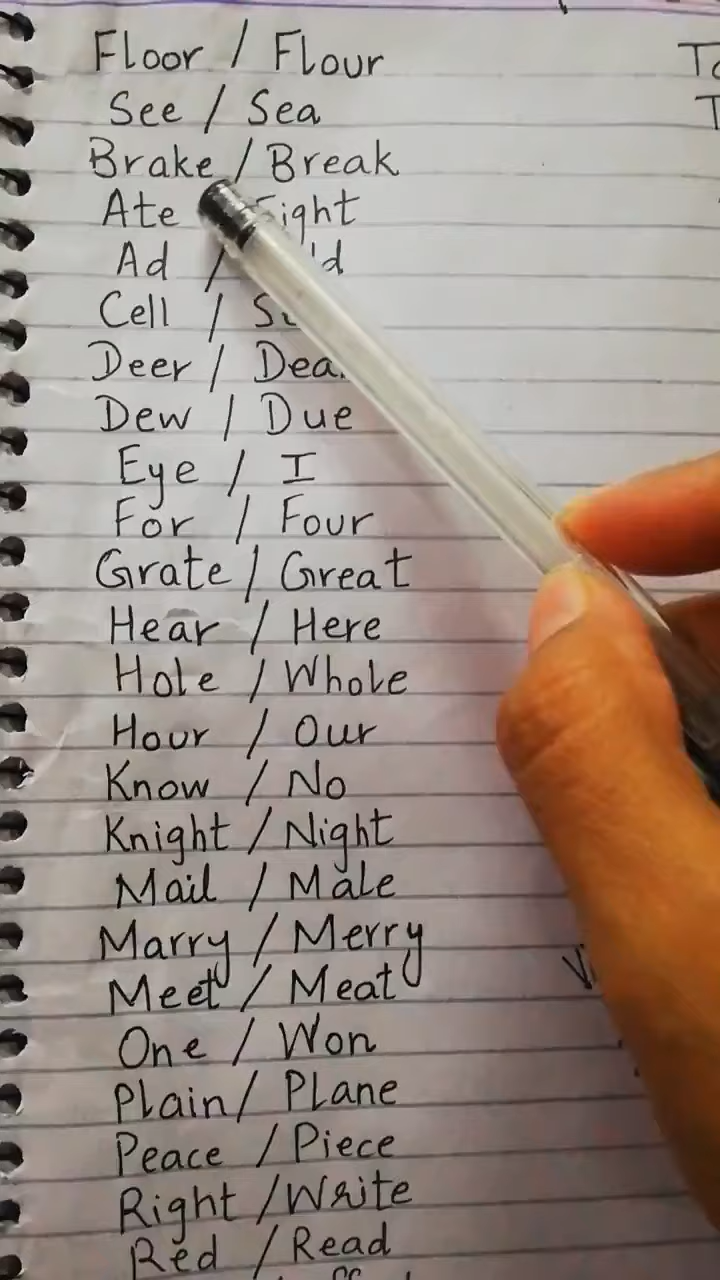 Floor / Flour
See / Sea
Brake / Break
Ate Eight
Ad /
Cell /
Deer / Dear
Dew / Due
Eye / I
For / Four
Grate / Great
Hear / Here
Hole / Whole
Hour / Our
Know / No
Knight / Night
Mail / Male
Marry / Merry
Meet / Meat
One / Won
Plain / Plane
Peace / Piece
Right / Write
Red / Read